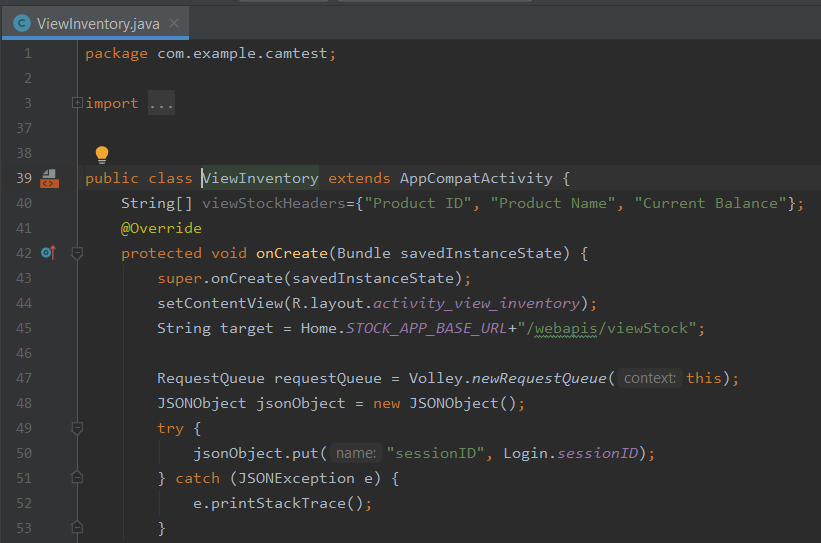 ViewInventory.java
1 package com.example.camtest;
2
3 import ...
37
38
39 public class ViewInventory extends AppCompatActivity {
40 String[] viewStockHeaders={"Product ID", "Product Name", "Current Balance"};
41 @Override
42 protected void onCreate(Bundle savedInstanceState) {
43 super.onCreate(savedInstanceState);
44 setContentView(R.layout.activity_view_inventory);
45 String target = Home.STOCK_APP_BASE_URL+"/webapis/viewStock";
46
47 RequestQueue requestQueue = Volley.newRequestQueue( context: this);
48 JSONObject jsonObject = new JSONObject();
49 try {
50 jsonObject.put( name: "sessionID", Login.sessionID);
51 } catch (JSONException e) {
52 e.printStackTrace();
53 }